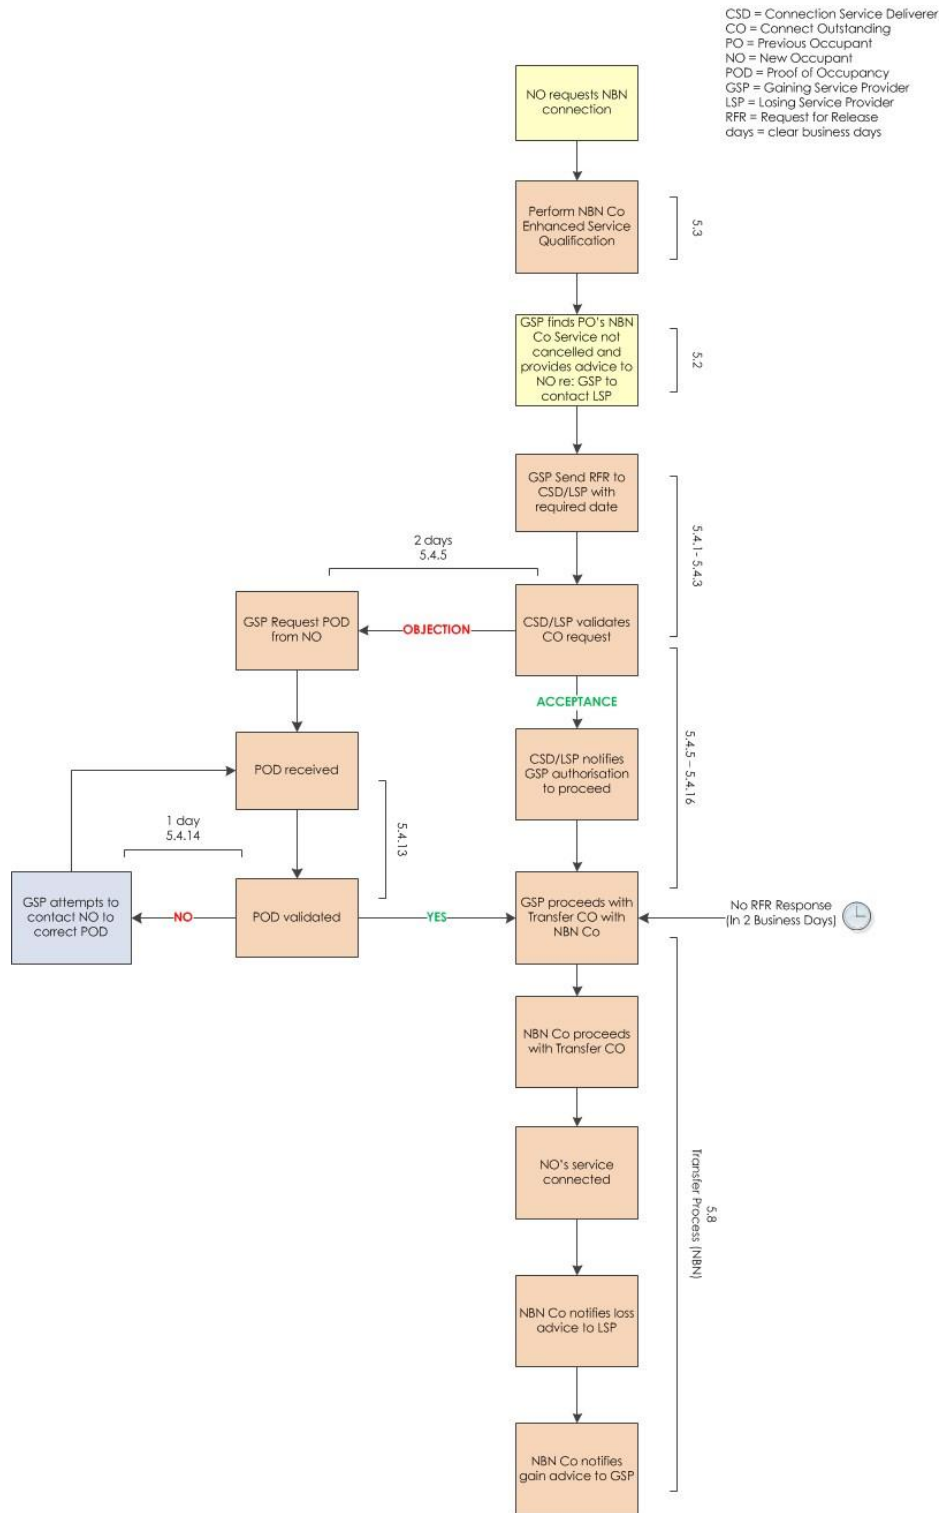 CSD = Connection Service Deliverer
CO = Connect Outstanding
PO = Previous Occupant
NO = New Occupant
POD = Proof of Occupancy
GSP = Gaining Service Provider
LSP = Losing Service Provider
RFR = Request for Release
days = clear business days
NO requests NBN
connection
Perform NBN Co
Enhanced Service
Qualification
5.3
GSP finds PO's NBN
Co Service not
cancelled and
provides advice to
NO re: GSP to
contact LSP
5.2
GSP Send RFR to
CSD/LSP with
required date
5.4.1- 5.4.3
2 days
5.4.5
CSD/LSP validates
CO request
OBJECTION
GSP Request POD
from NO
ACCEPTANCE
CSD/LSP notifies
GSP authorisation
to proceed
5.4.5 – 5.4.16
POD received
5.4.13
1 day
5.4.14
POD validated
NO
GSP attempts to
contact NO to
correct POD
YES
GSP proceeds with
Transfer CO with
NBN Co
No RFR Response
(In 2 Business Days)
NBN Co proceeds
with Transfer CO
NO's service
connected
5.8
Transfer Process (NBN)
NBN Co notifies loss
advice to LSP
NBN Co notifies
gain advice to GSP